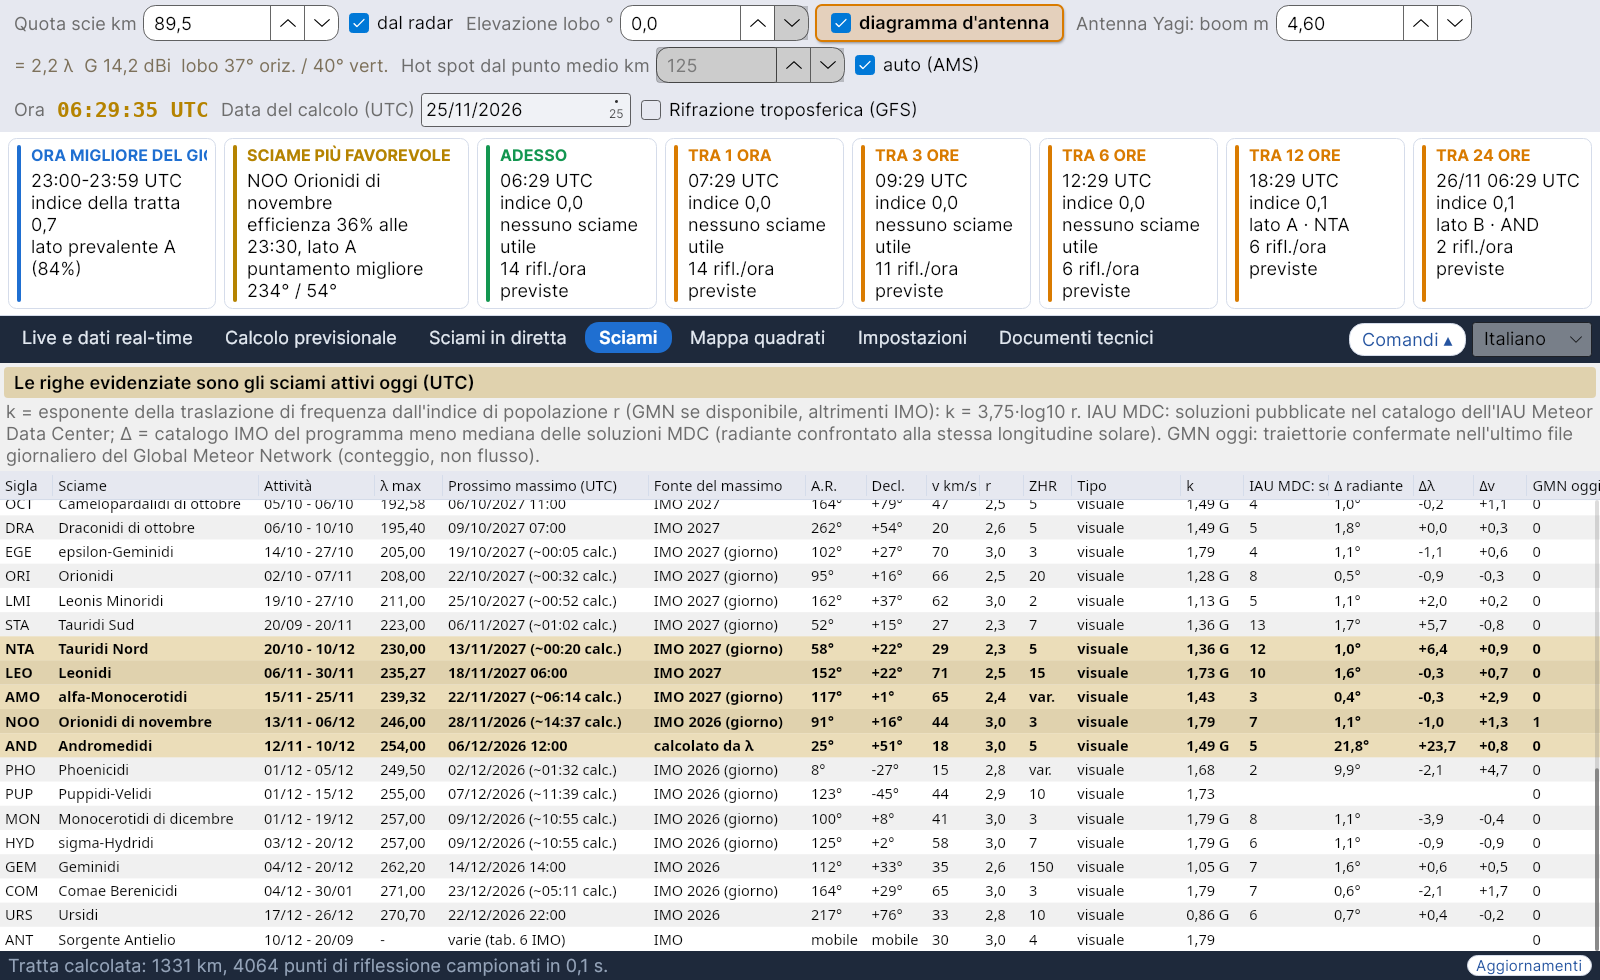 Quota scie km 89,5 dal radar Elevazione lobo ° 0,0 diagramma d'antenna Antenna Yagi: boom m 4,60
= 2,2 λ G 14,2 dBi lobo 37° oriz. / 40° vert. Hot spot dal punto medio km 125 auto (AMS)
Ora 06:29:35 UTC Data del calcolo (UTC) 25/11/2026 25 Rifrazione troposferica (GFS)
ORA MIGLIORE DEL GI
23:00-23:59 UTC
indice della tratta
0,7
lato prevalente A
(84%)
SCIAME PIÙ FAVOREVOLE
NOO Orionidi di
novembre
efficienza 36% alle
23:30, lato A
puntamento migliore
234° / 54°
ADESSO
06:29 UTC
indice 0,0
nessuno sciame
utile
14 rifl./ora
previste
TRA 1 ORA
07:29 UTC
indice 0,0
nessuno sciame
utile
14 rifl./ora
previste
TRA 3 ORE
09:29 UTC
indice 0,0
nessuno sciame
utile
11 rifl./ora
previste
TRA 6 ORE
12:29 UTC
indice 0,0
nessuno sciame
utile
6 rifl./ora
previste
TRA 12 ORE
18:29 UTC
indice 0,1
lato A · NTA
6 rifl./ora
previste
TRA 24 ORE
26/11 06:29 UTC
indice 0,1
lato B · AND
2 rifl./ora
previste
Live e dati real-time Calcolo previsionale Sciami in diretta Sciami Mappa quadrati Impostazioni Documenti tecnici Comandi ▴ Italiano
Le righe evidenziate sono gli sciami attivi oggi (UTC)
k = esponente della traslazione di frequenza dall'indice di popolazione r (GMN se disponibile, altrimenti IMO): k = 3,75·log10 r. IAU MDC: soluzioni pubblicate nel catalogo dell'IAU Meteor
Data Center; Δ = catalogo IMO del programma meno mediana delle soluzioni MDC (radiante confrontato alla stessa longitudine solare). GMN oggi: traiettorie confermate nell'ultimo file
giornaliero del Global Meteor Network (conteggio, non flusso).
Sigla Sciame Attività λ max Prossimo massimo (UTC) Fonte del massimo A.R. Decl. v km/s r ZHR Tipo k IAU MDC: so Δ radiante Δλ Δv GMN oggi
OCT Camelopardalidi di ottobre 05/10 - 06/10 192,58 06/10/2027 11:00 IMO 2027 164° +79° 47 2,5 5 visuale 1,49 G 4 1,0° -0,2 +1,1 0
DRA Draconidi di ottobre 06/10 - 10/10 195,40 09/10/2027 07:00 IMO 2027 262° +54° 20 2,6 5 visuale 1,49 G 5 1,8° +0,0 +0,3 0
EGE epsilon-Geminidi 14/10 - 27/10 205,00 19/10/2027 (~00:05 calc.) IMO 2027 (giorno) 102° +27° 70 3,0 3 visuale 1,79 4 1,1° -1,1 +0,6 0
ORI Orionidi 02/10 - 07/11 208,00 22/10/2027 (~00:32 calc.) IMO 2027 (giorno) 95° +16° 66 2,5 20 visuale 1,28 G 8 0,5° -0,9 -0,3 0
LMI Leonis Minoridi 19/10 - 27/10 211,00 25/10/2027 (~00:52 calc.) IMO 2027 (giorno) 162° +37° 62 3,0 2 visuale 1,13 G 5 1,1° +2,0 +0,2 0
STA Tauridi Sud 20/09 - 20/11 223,00 06/11/2027 (~01:02 calc.) IMO 2027 (giorno) 52° +15° 27 2,3 7 visuale 1,36 G 13 1,7° +5,7 -0,8 0
NTA Tauridi Nord 20/10 - 10/12 230,00 13/11/2027 (~00:20 calc.) IMO 2027 (giorno) 58° +22° 29 2,3 5 visuale 1,36 G 12 1,0° +6,4 +0,9 0
LEO Leonidi 06/11 - 30/11 235,27 18/11/2027 06:00 IMO 2027 152° +22° 71 2,5 15 visuale 1,73 G 10 1,6° -0,3 +0,7 0
AMO alfa-Monocerotidi 15/11 - 25/11 239,32 22/11/2027 (~06:14 calc.) IMO 2027 (giorno) 117° +1° 65 2,4 var. visuale 1,43 3 0,4° -0,3 +2,9 0
NOO Orionidi di novembre 13/11 - 06/12 246,00 28/11/2026 (~14:37 calc.) IMO 2026 (giorno) 91° +16° 44 3,0 3 visuale 1,79 7 1,1° -1,0 +1,3 1
AND Andromedidi 12/11 - 10/12 254,00 06/12/2026 12:00 calcolato da λ 25° +51° 18 3,0 5 visuale 1,49 G 5 21,8° +23,7 +0,8 0
PHO Phoenicidi 01/12 - 05/12 249,50 02/12/2026 (~01:32 calc.) IMO 2026 (giorno) 8° -27° 15 2,8 var. visuale 1,68 2 9,9° -2,1 +4,7 0
PUP Puppidi-Velidi 01/12 - 15/12 255,00 07/12/2026 (~11:39 calc.) IMO 2026 (giorno) 123° -45° 44 2,9 10 visuale 1,73 0
MON Monocerotidi di dicembre 01/12 - 19/12 257,00 09/12/2026 (~10:55 calc.) IMO 2026 (giorno) 100° +8° 41 3,0 3 visuale 1,79 G 8 1,1° -3,9 -0,4 0
HYD sigma-Hydridi 03/12 - 20/12 257,00 09/12/2026 (~10:55 calc.) IMO 2026 (giorno) 125° +2° 58 3,0 7 visuale 1,79 G 6 1,1° -0,9 -0,9 0
GEM Geminidi 04/12 - 20/12 262,20 14/12/2026 14:00 IMO 2026 112° +33° 35 2,6 150 visuale 1,05 G 7 1,6° +0,6 +0,5 0
COM Comae Berenicidi 04/12 - 30/01 271,00 23/12/2026 (~05:11 calc.) IMO 2026 (giorno) 164° +29° 65 3,0 3 visuale 1,79 7 0,6° -2,1 +1,7 0
URS Ursidi 17/12 - 26/12 270,70 22/12/2026 22:00 IMO 2026 217° +76° 33 2,8 10 visuale 0,86 G 6 0,7° +0,4 -0,2 0
ANT Sorgente Antielio 10/12 - 20/09 - varie (tab. 6 IMO) IMO mobile mobile 30 3,0 4 visuale 1,79 0
Tratta calcolata: 1331 km, 4064 punti di riflessione campionati in 0,1 s. Aggiornamenti